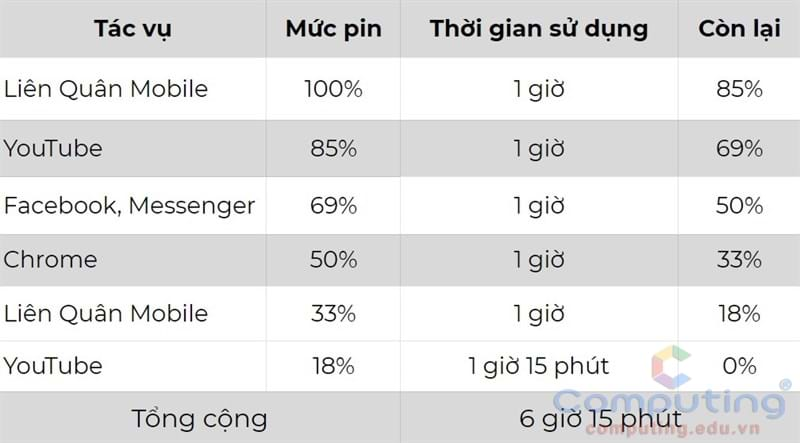 Tác vụ Mức pin Thời gian sử dụng Còn lại
Liên Quân Mobile 100% 1 giờ 85%
YouTube 85% 1 giờ 69%
Facebook, Messenger 69% 1 giờ 50%
Chrome 50% 1 giờ 33%
Liên Quân Mobile 33% 1 giờ 18%
YouTube 18% 1 giờ 15 phút 0%
Tổng cộng 6 giờ 15 phút
Computing®
computing.edu.vn